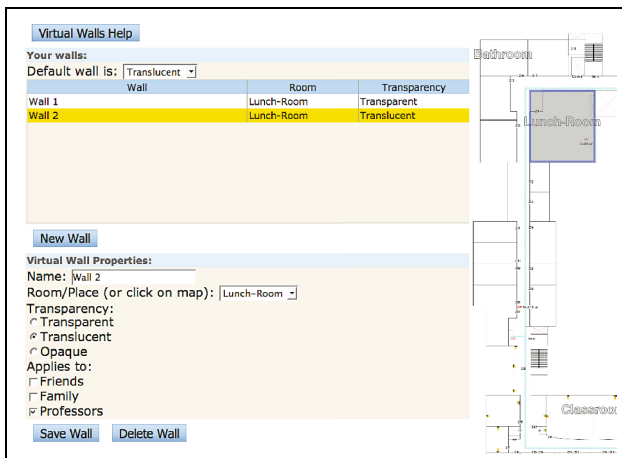 Virtual Walls Help
Your walls:
Default wall is: Translucent
Wall Room Transparency
Wall 1 Lunch-Room Transparent
Wall 2 Lunch-Room Translucent
New Wall
Virtual Wall Properties:
Name: Wall 2
Room/Place (or click on map): Lunch-Room
Transparency:
Transparent
Translucent
Opaque
Applies to:
Friends
Family
Professors
Save Wall Delete Wall
Bathroom
Lunch-Room
Classroom